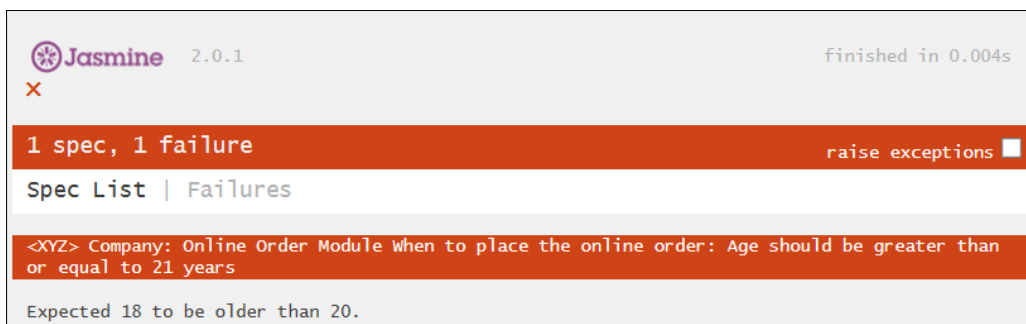 Jasmine 2.0.1 finished in 0.004s
1 spec, 1 failure raise exceptions
Spec List | Failures
<XYZ> Company: Online Order Module When to place the online order: Age should be greater than
or equal to 21 years
Expected 18 to be older than 20.